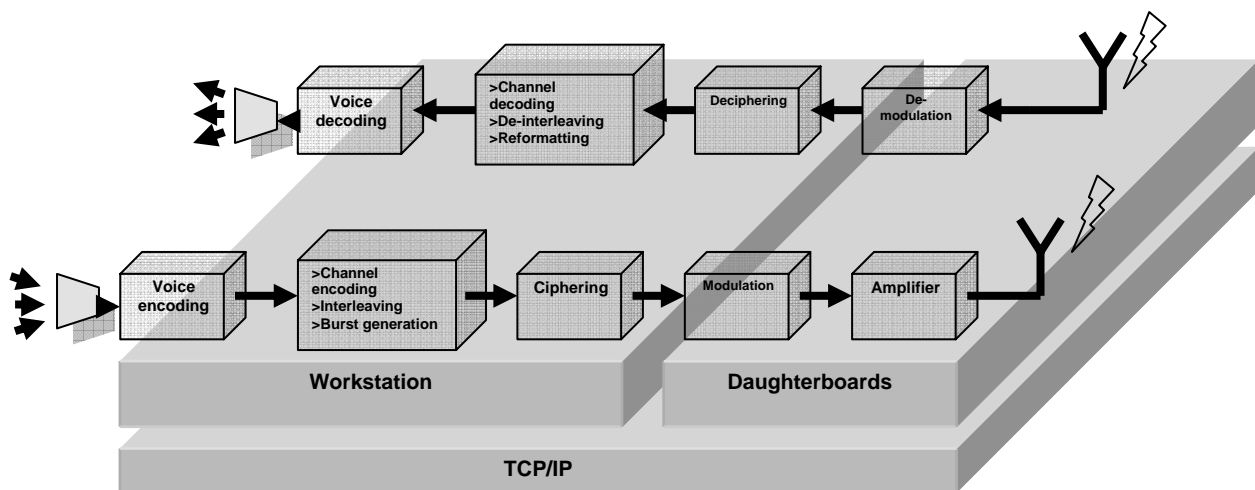 Voice
decoding
>Channel
decoding
>De-interleaving
>Reformatting
Deciphering
De-
modulation
Voice
encoding
>Channel
encoding
>Interleaving
>Burst generation
Ciphering
Modulation
Amplifier
Workstation
Daughterboards
TCP/IP